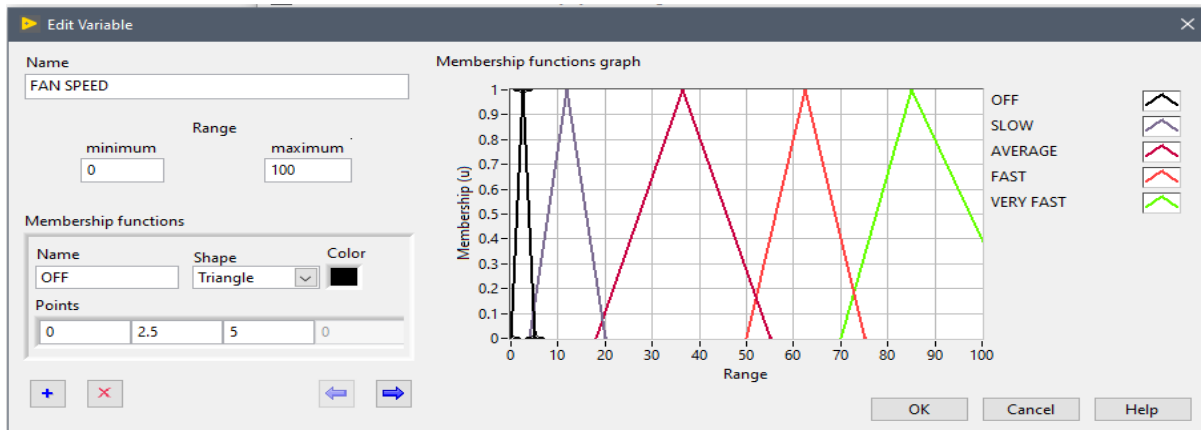 Edit Variable
Name
FAN SPEED
Range
minimum maximum
0 100
Membership functions
Name Shape Color
OFF Triangle
Points
0 2.5 5 0
Membership functions graph
Membership (u)
1
0.9
0.8
0.7
0.6
0.5
0.4
0.3
0.2
0.1
0
0 10 20 30 40 50 60 70 80 90 100
Range
OFF
SLOW
AVERAGE
FAST
VERY FAST
OK Cancel Help